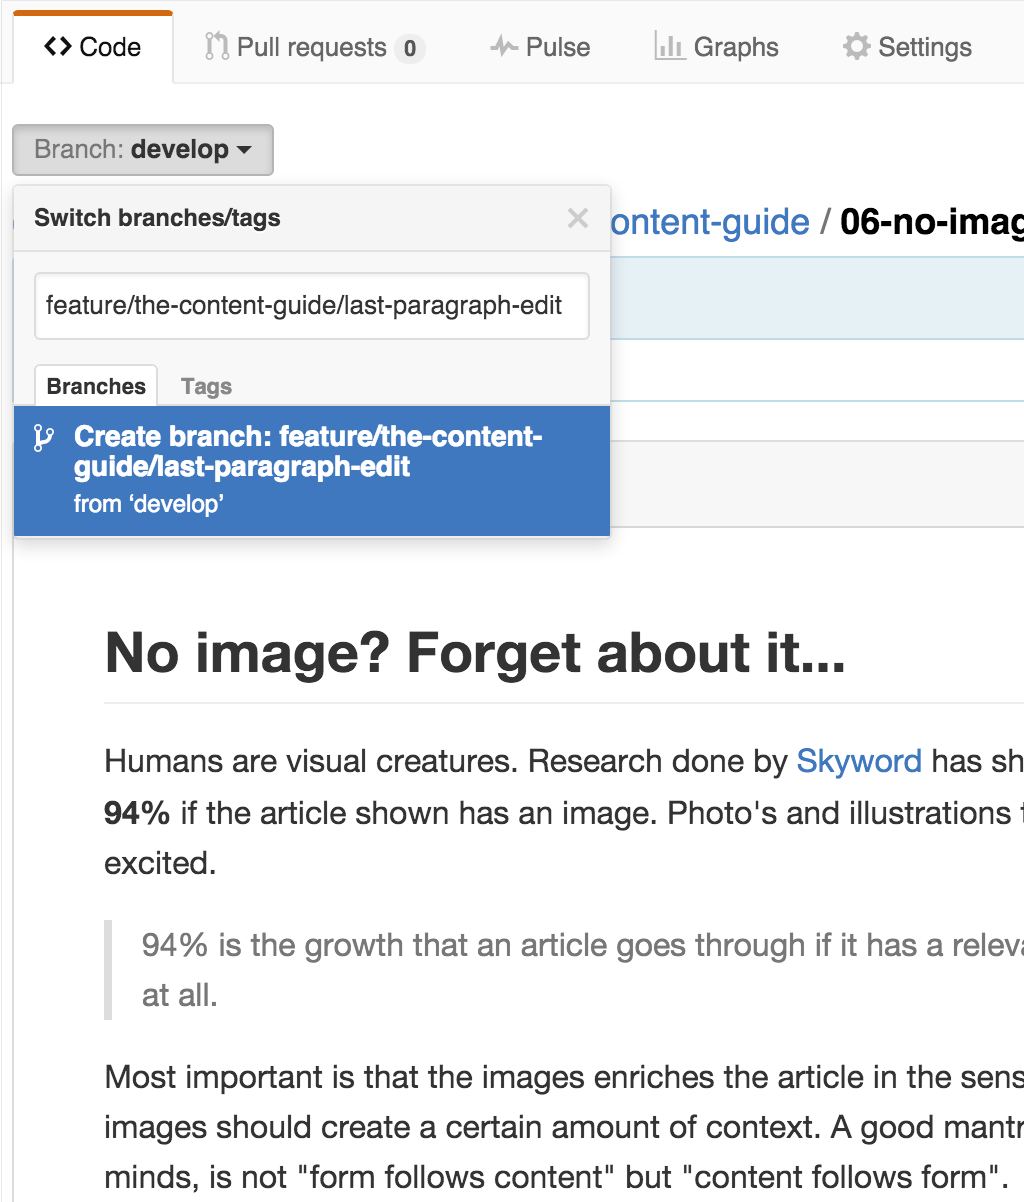 Code Pull requests 0 Pulse Graphs Settings
Branch: develop
Switch branches/tags
ontent-guide / 06-no-imag
feature/the-content-guide/last-paragraph-edit
Branches Tags
Create branch: feature/the-content-
guide/last-paragraph-edit
from ‘develop’
No image? Forget about it...
Humans are visual creatures. Research done by Skyword has sh
94% if the article shown has an image. Photo's and illustrations
excited.
94% is the growth that an article goes through if it has a releva
at all.
Most important is that the images enriches the article in the sens
images should create a certain amount of context. A good mantr
minds, is not "form follows content" but "content follows form".